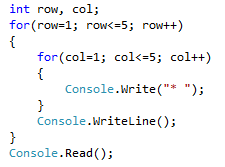 int row, col;
for(row=1; row<=5; row++)
{
    for(col=1; col<=5; col++)
    {
        Console.Write("* ");
    }
    Console.WriteLine();
}
Console.Read();